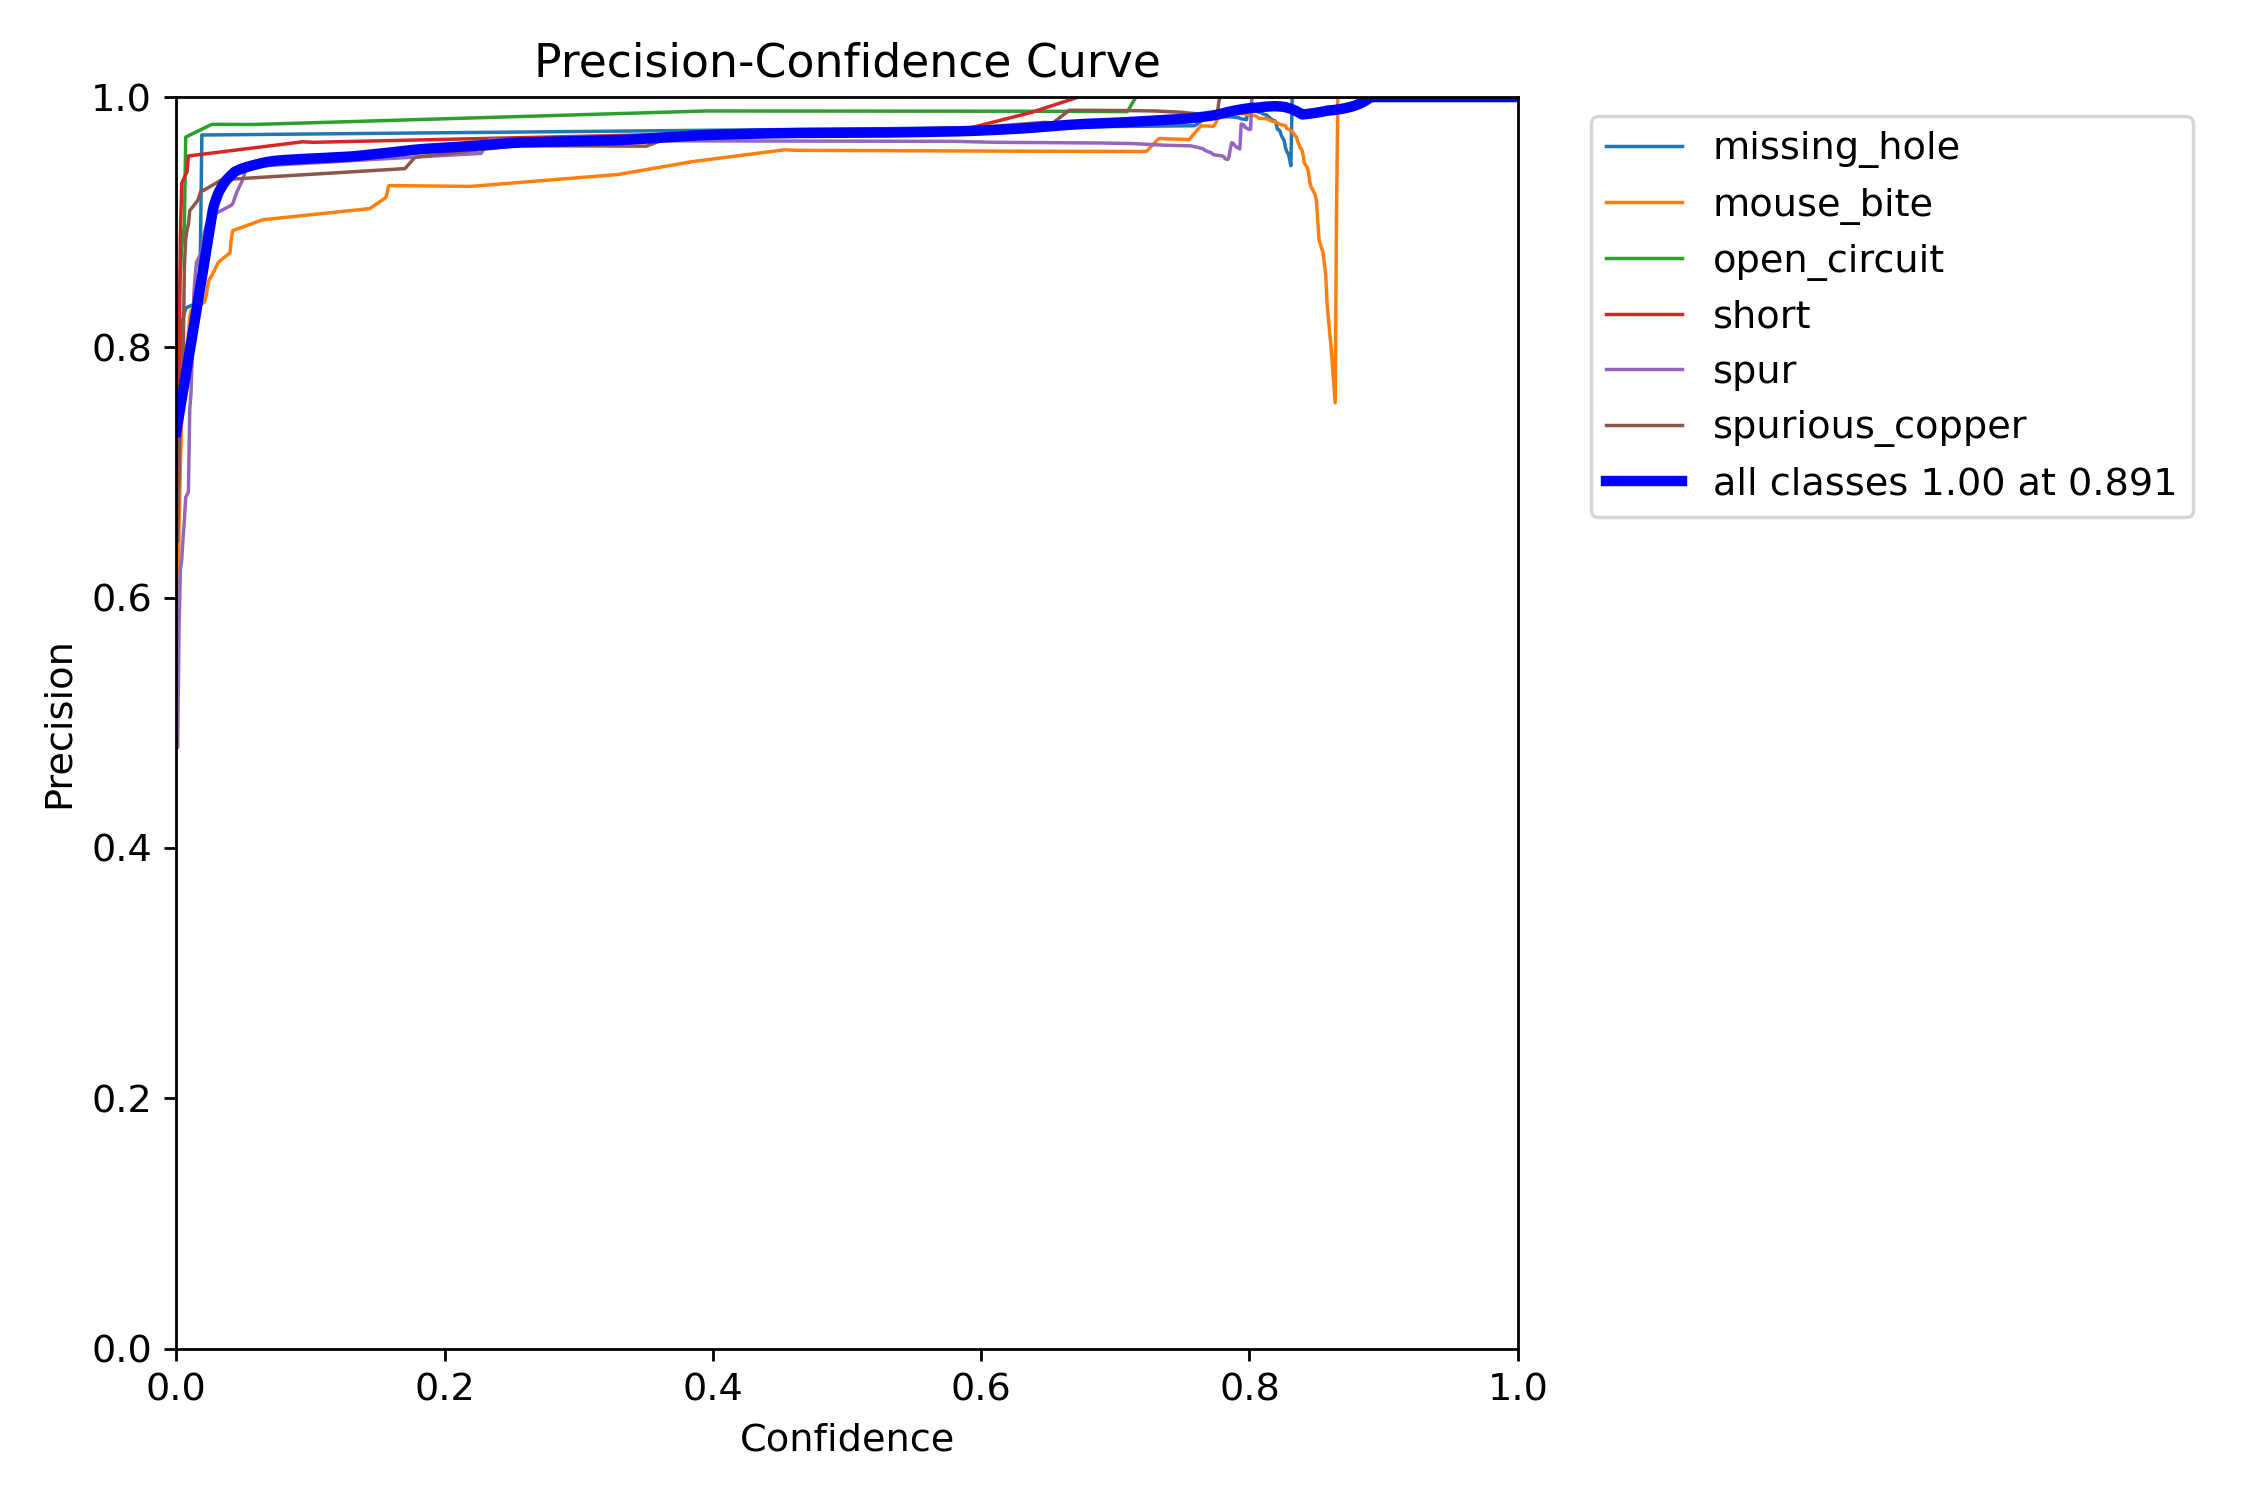 Precision-Confidence Curve
1.0
0.8
0.6
0.4
0.2
0.0
Precision
0.0 0.2 0.4 0.6 0.8 1.0
Confidence
missing_hole
mouse_bite
open_circuit
short
spur
spurious_copper
all classes 1.00 at 0.891